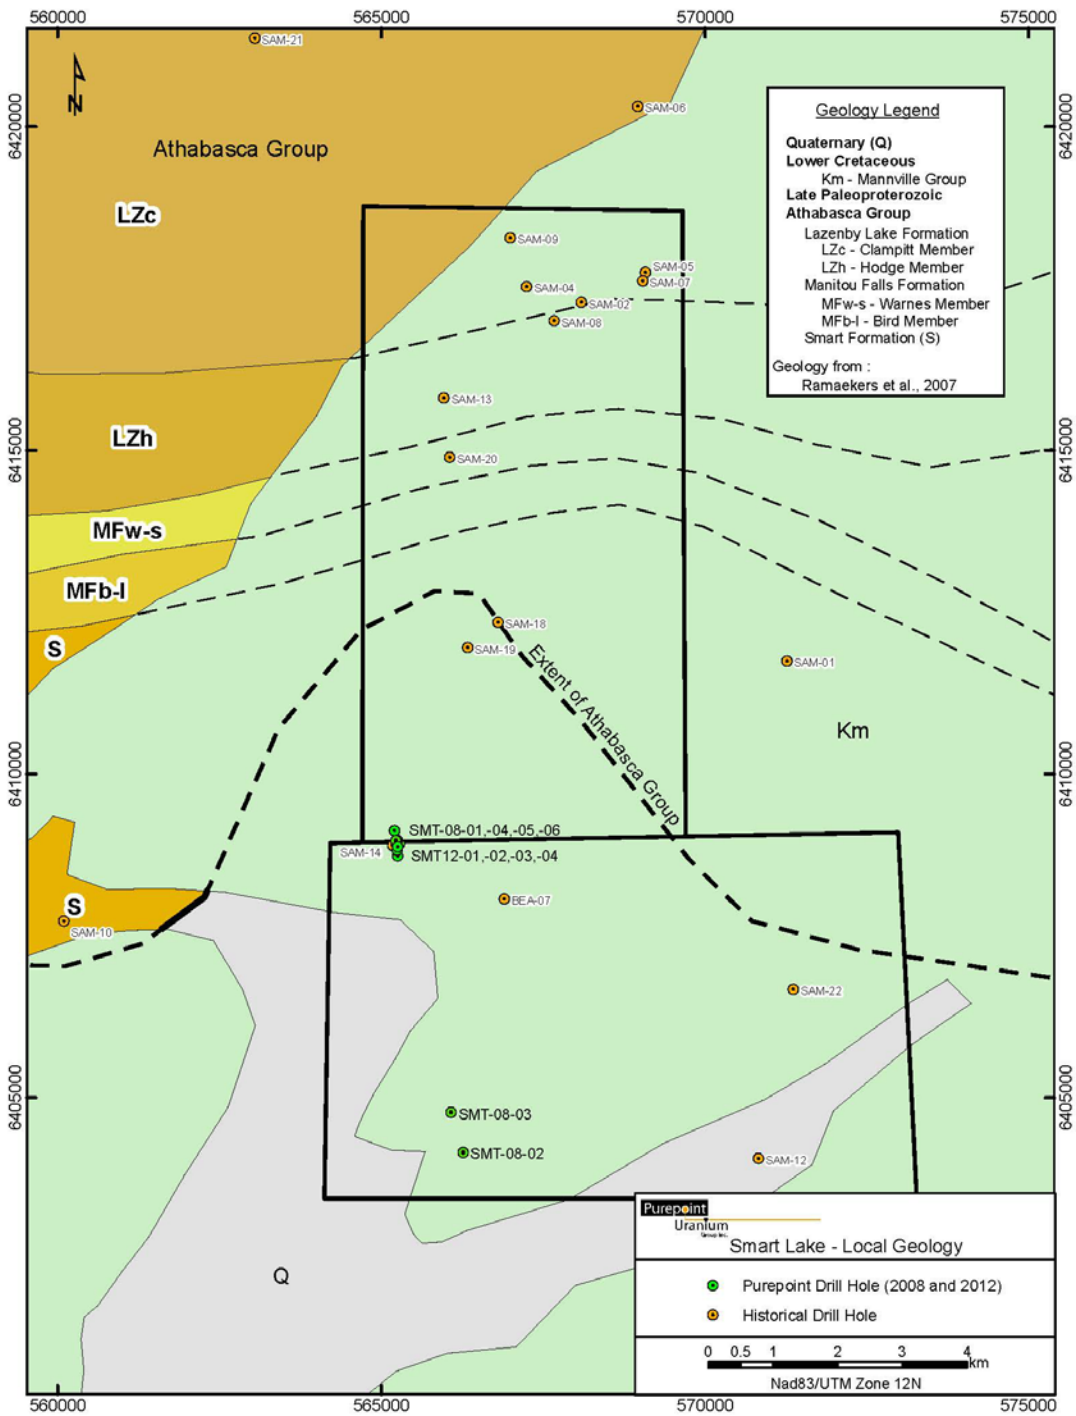 560000 565000 570000 575000
SAM-21
N
SAM-06
6420000
6420000
Athabasca Group
Geology Legend
Quaternary (Q)
Lower Cretaceous
Km - Mannville Group
Late Paleoproterozoic
Athabasca Group
Lazenby Lake Formation
LZc - Clampitt Member
LZh - Hodge Member
Manitou Falls Formation
MFw-s - Warnes Member
MFb-l - Bird Member
Smart Formation (S)
Geology from :
Ramaekers et al., 2007
LZc
SAM-09
SAM-05
SAM-07
SAM-04
SAM-02
SAM-08
SAM-13
LZh
6415000
6415000
SAM-20
MFw-s
MFb-l
S
SAM-18
SAM-19
SAM-01
Extent of Athabasca Group
Km
6410000
6410000
SMT-08-01,-04,-05,-06
SAM-14
SMT12-01,-02,-03,-04
BEA-07
S
SAM-10
SAM-22
6405000
6405000
SMT-08-03
SMT-08-02
SAM-12
Q
Purepoint
Uranium
Group Inc.
Smart Lake - Local Geology
Purepoint Drill Hole (2008 and 2012)
Historical Drill Hole
0 0.5 1 2 3 4
km
Nad83/UTM Zone 12N
560000 565000 570000 575000